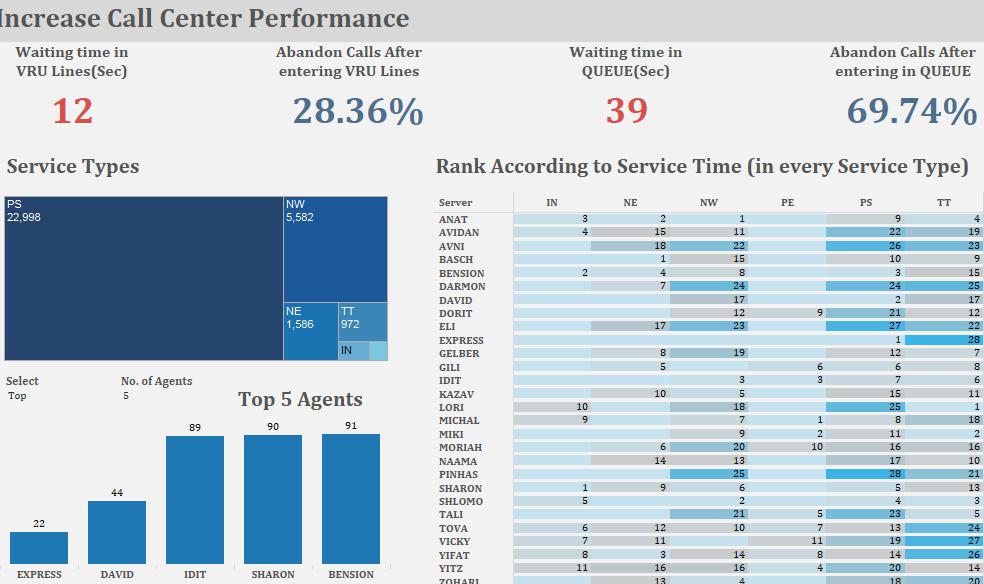 Increase Call Center Performance
Waiting time in
VRU Lines(Sec)
12
Abandon Calls After
entering VRU Lines
28.36%
Waiting time in
QUEUE(Sec)
39
Abandon Calls After
entering in QUEUE
69.74%
Service Types
PS
22,998
NW
5,582
NE
1,586
TT
972
IN
Select
Top
No. of Agents
5
Top 5 Agents
22 44 89 90 91
EXPRESS DAVID IDIT SHARON BENSION
Rank According to Service Time (in every Service Type)
Server IN NE NW PE PS TT
ANAT 3 2 1 9 4
AVIDAN 4 15 11 22 19
AVNI 18 22 26 23
BASCH 1 15 10 9
BENSION 2 4 8 3 15
DARMON 7 24 24 25
DAVID 17 2 17
DORIT 12 9 21 12
ELI 17 23 27 22
EXPRESS 1 28
GELBER 8 19 12 7
GILI 5 6 6 8
IDIT 3 3 7 6
KAZAV 10 5 15 11
LORI 10 18 25 1
MICHAL 9 7 1 8 18
MIKI 9 2 11 2
MORIAH 6 20 10 16 16
NAAMA 14 13 17 10
PINHAS 25 28 21
SHARON 1 9 6 5 13
SHLOMO 5 2 4 3
TALI 21 5 23 5
TOVA 6 12 10 7 13 24
VICKY 7 11 11 19 27
YIFAT 8 3 14 8 14 26
YITZ 11 16 16 4 20 14
ZOHARI 13 4 18 20